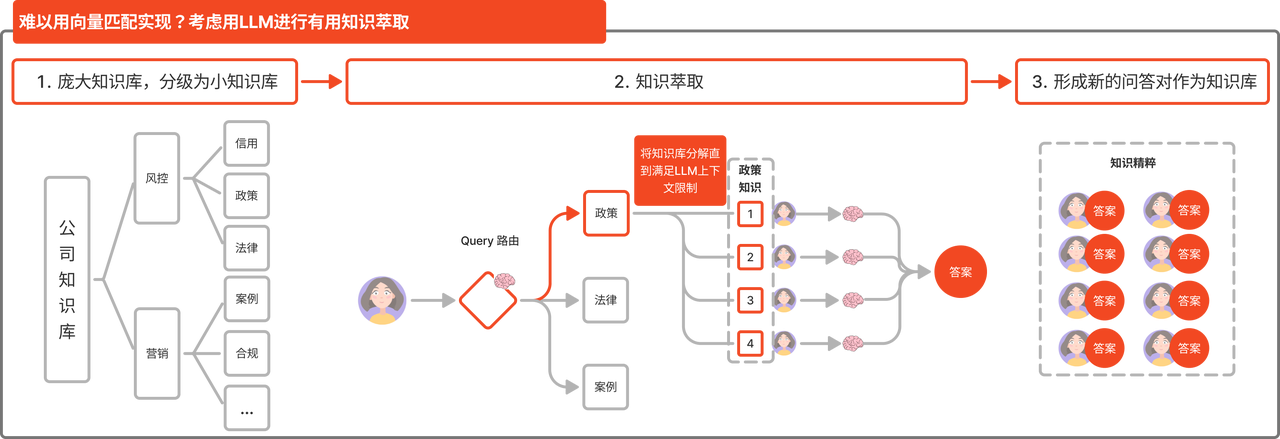 难以用向量匹配实现？考虑用LLM进行有用知识萃取
1. 庞大知识库，分级为小知识库
2. 知识萃取
3. 形成新的问答对作为知识库
公司知识库
风控
营销
信用
政策
法律
案例
合规
...
Query 路由
政策
法律
案例
将知识库分解直
到满足LLM上下
文限制
政策
知识
1
2
3
4
答案
知识精粹
答案
答案
答案
答案
答案
答案
答案
答案